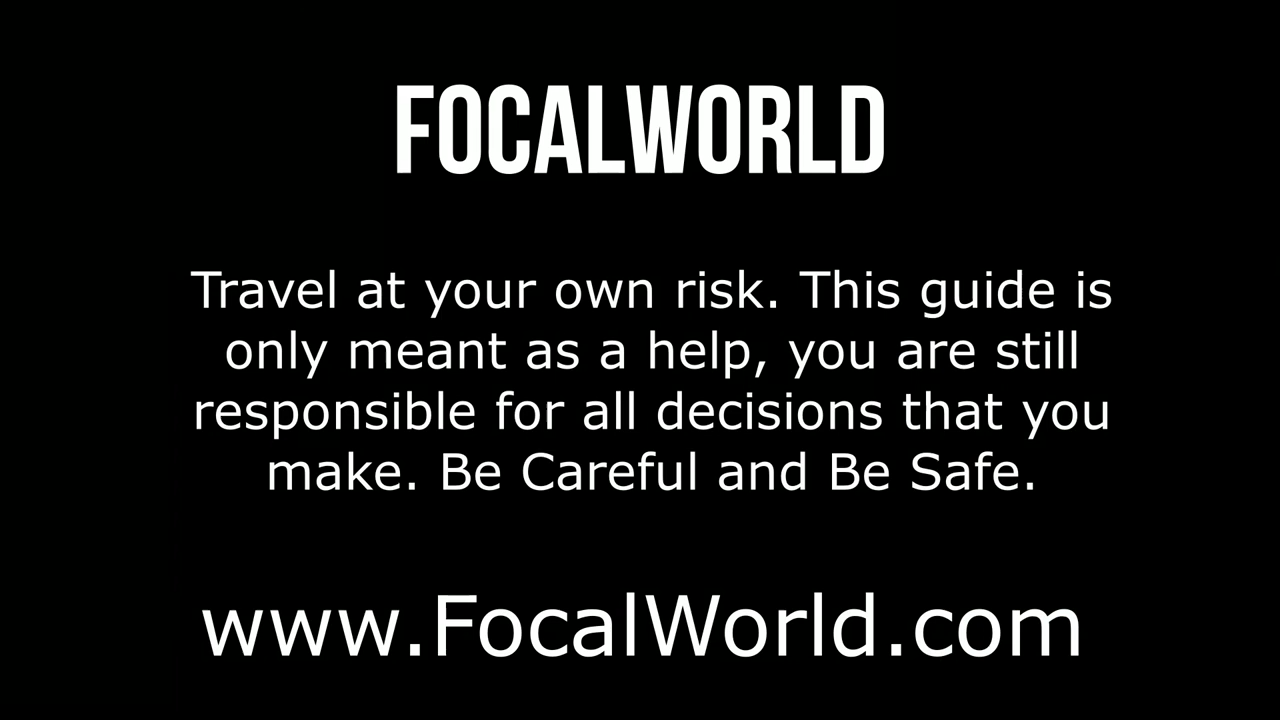 FOCALWORLD
Travel at your own risk. This guide is
only meant as a help, you are still
responsible for all decisions that you
make. Be Careful and Be Safe.
www.FocalWorld.com